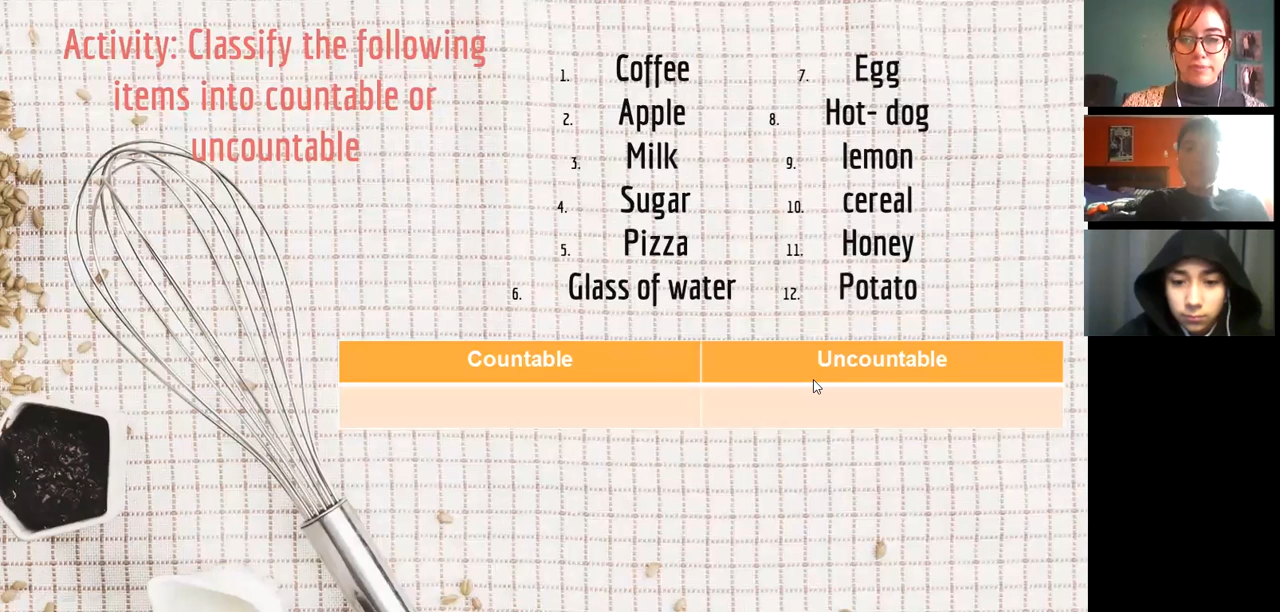 Activity: Classify the following
items into countable or
uncountable
1. Coffee
2. Apple
3. Milk
4. Sugar
5. Pizza
6. Glass of water
7. Egg
8. Hot- dog
9. lemon
10. cereal
11. Honey
12. Potato
Countable Uncountable